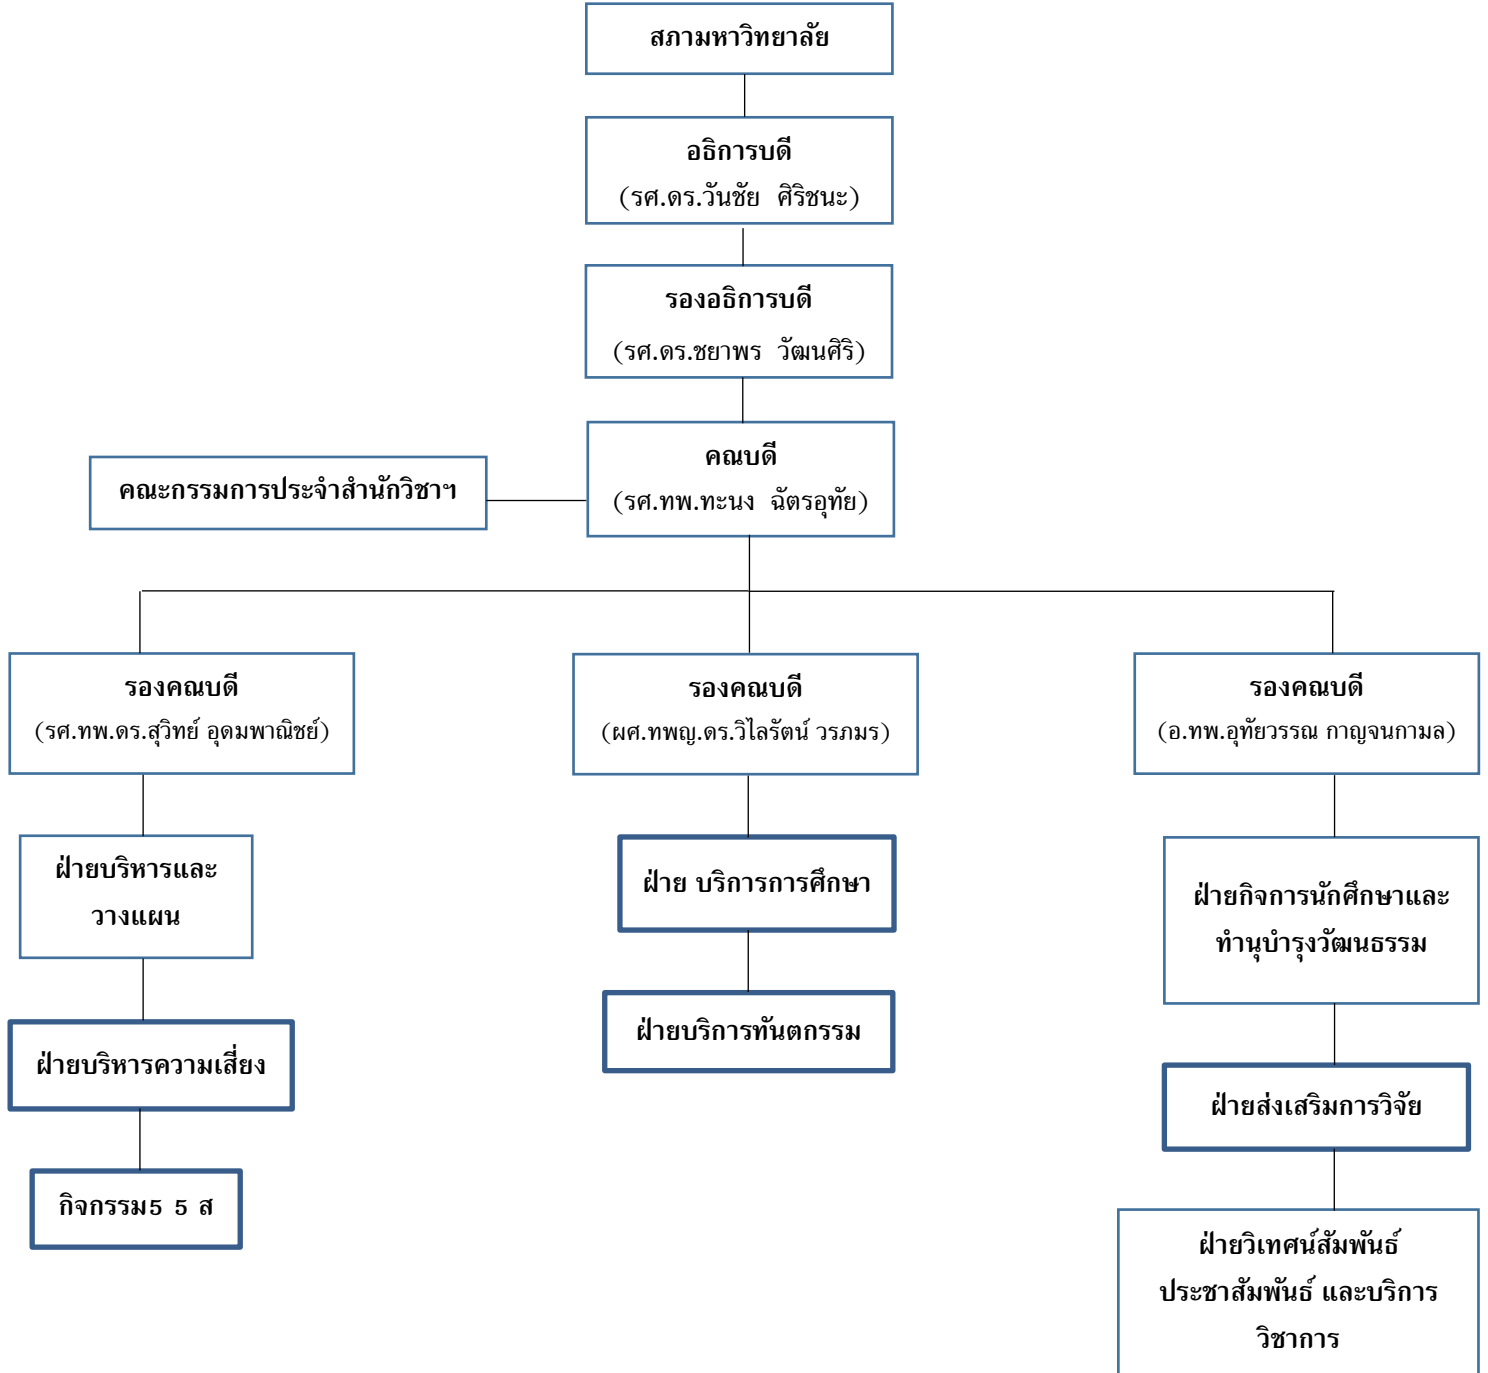 สภามหาวิทยาลัย
อธิการบดี
(รศ.ดร.วันชัย ศิริชนะ)
รองอธิการบดี
(รศ.ดร.ชยาพร วัฒนศิริ)
คณบดี
(รศ.ทพ.ทะนง ฉัตรอุทัย)
คณะกรรมการประจำสำนักวิชาฯ
รองคณบดี
(รศ.ทพ.ดร.สุวิทย์ อุดมพาณิชย์)
รองคณบดี
(ผศ.ทพญ.ดร.วิไลรัตน์ วรภมร)
รองคณบดี
(อ.ทพ.อุทัยวรรณ กาญจนกามล)
ฝ่ายบริหารและ
วางแผน
ฝ่าย บริการการศึกษา
ฝ่ายกิจการนักศึกษาและ
ทำนุบำรุงวัฒนธรรม
ฝ่ายบริหารความเสี่ยง
ฝ่ายบริการทันตกรรม
ฝ่ายส่งเสริมการวิจัย
กิจกรรม5 5 ส
ฝ่ายวิเทศน์สัมพันธ์
ประชาสัมพันธ์ และบริการ
วิชาการ